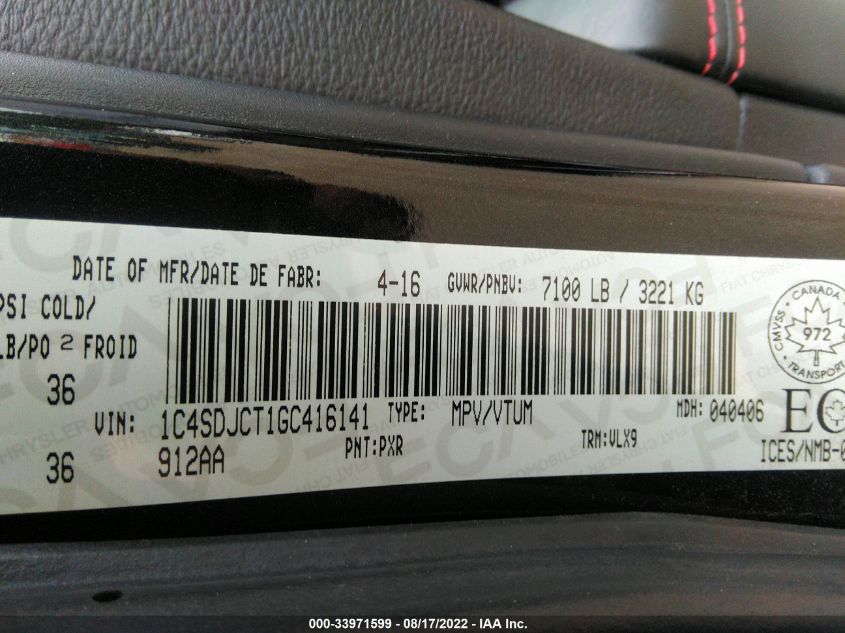 DATE OF MFR/DATE DE FABR: 4-16 GVWR/PNBV: 7100 LB / 3221 KG
PSI COLD/
LB/PO 2 FROID
36
VIN: 1C4SDJCT1GC416141 TYPE: MPV/VTUM MDH: 040406
PNT:PXR TRM:VLX9
36 912AA
CANADA
CMVSS
972
TRANSPORT
EC
ICES/NMB-0
000-33971599 - 08/17/2022 - IAA Inc.